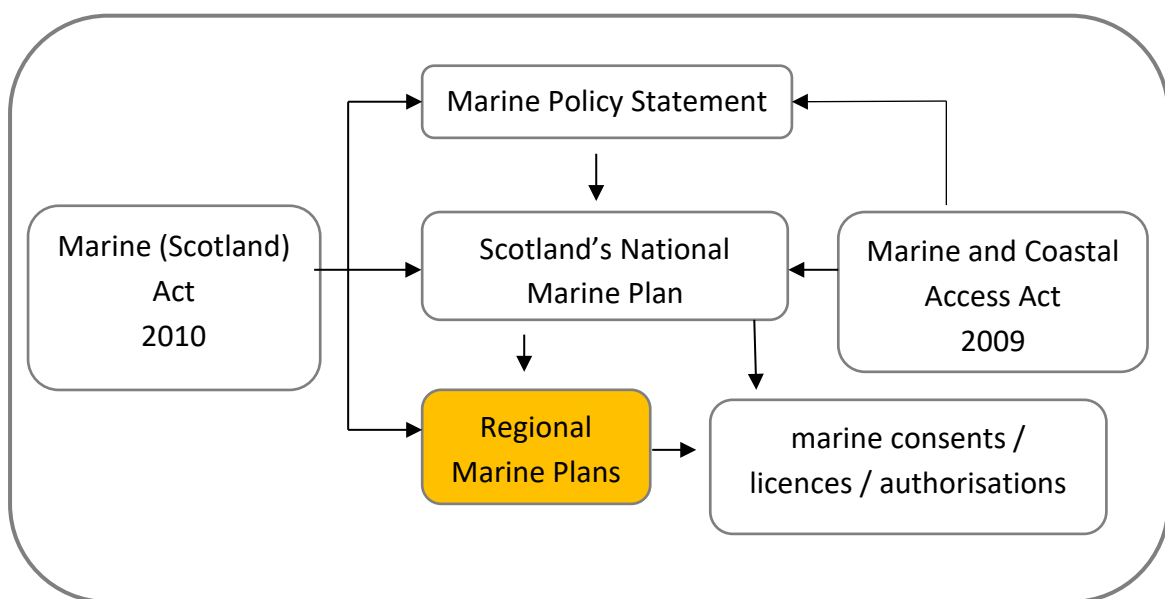 Marine Policy Statement
Marine (Scotland)
Act
2010
Scotland’s National
Marine Plan
Marine and Coastal
Access Act
2009
Regional
Marine Plans
marine consents /
licences / authorisations